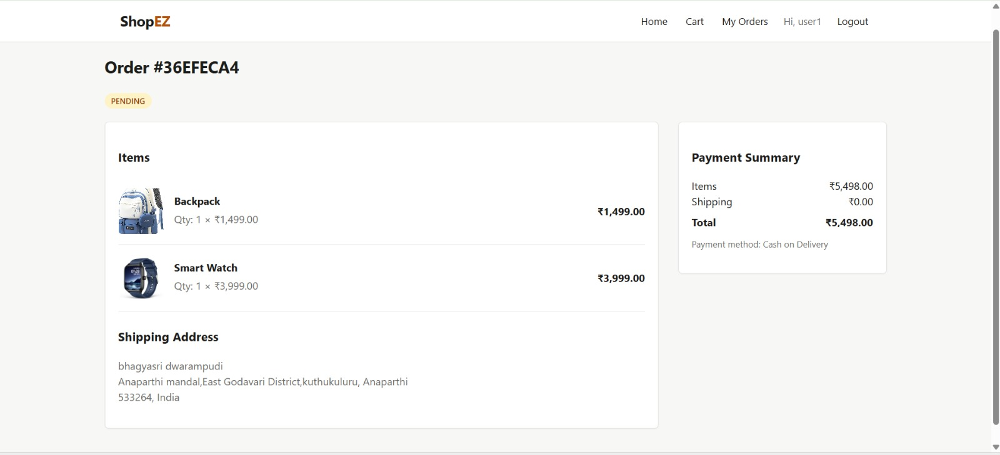 ShopEZ
Home Cart My Orders Hi, user1 Logout
Order #36EFECA4
PENDING
Items
Backpack
Qty: 1 × ₹1,499.00
₹1,499.00
Smart Watch
Qty: 1 × ₹3,999.00
₹3,999.00
Shipping Address
bhagyasri dwarampudi
Anaparthi mandal,East Godavari District,kuthukuluru, Anaparthi
533264, India
Payment Summary
Items ₹5,498.00
Shipping ₹0.00
Total ₹5,498.00
Payment method: Cash on Delivery